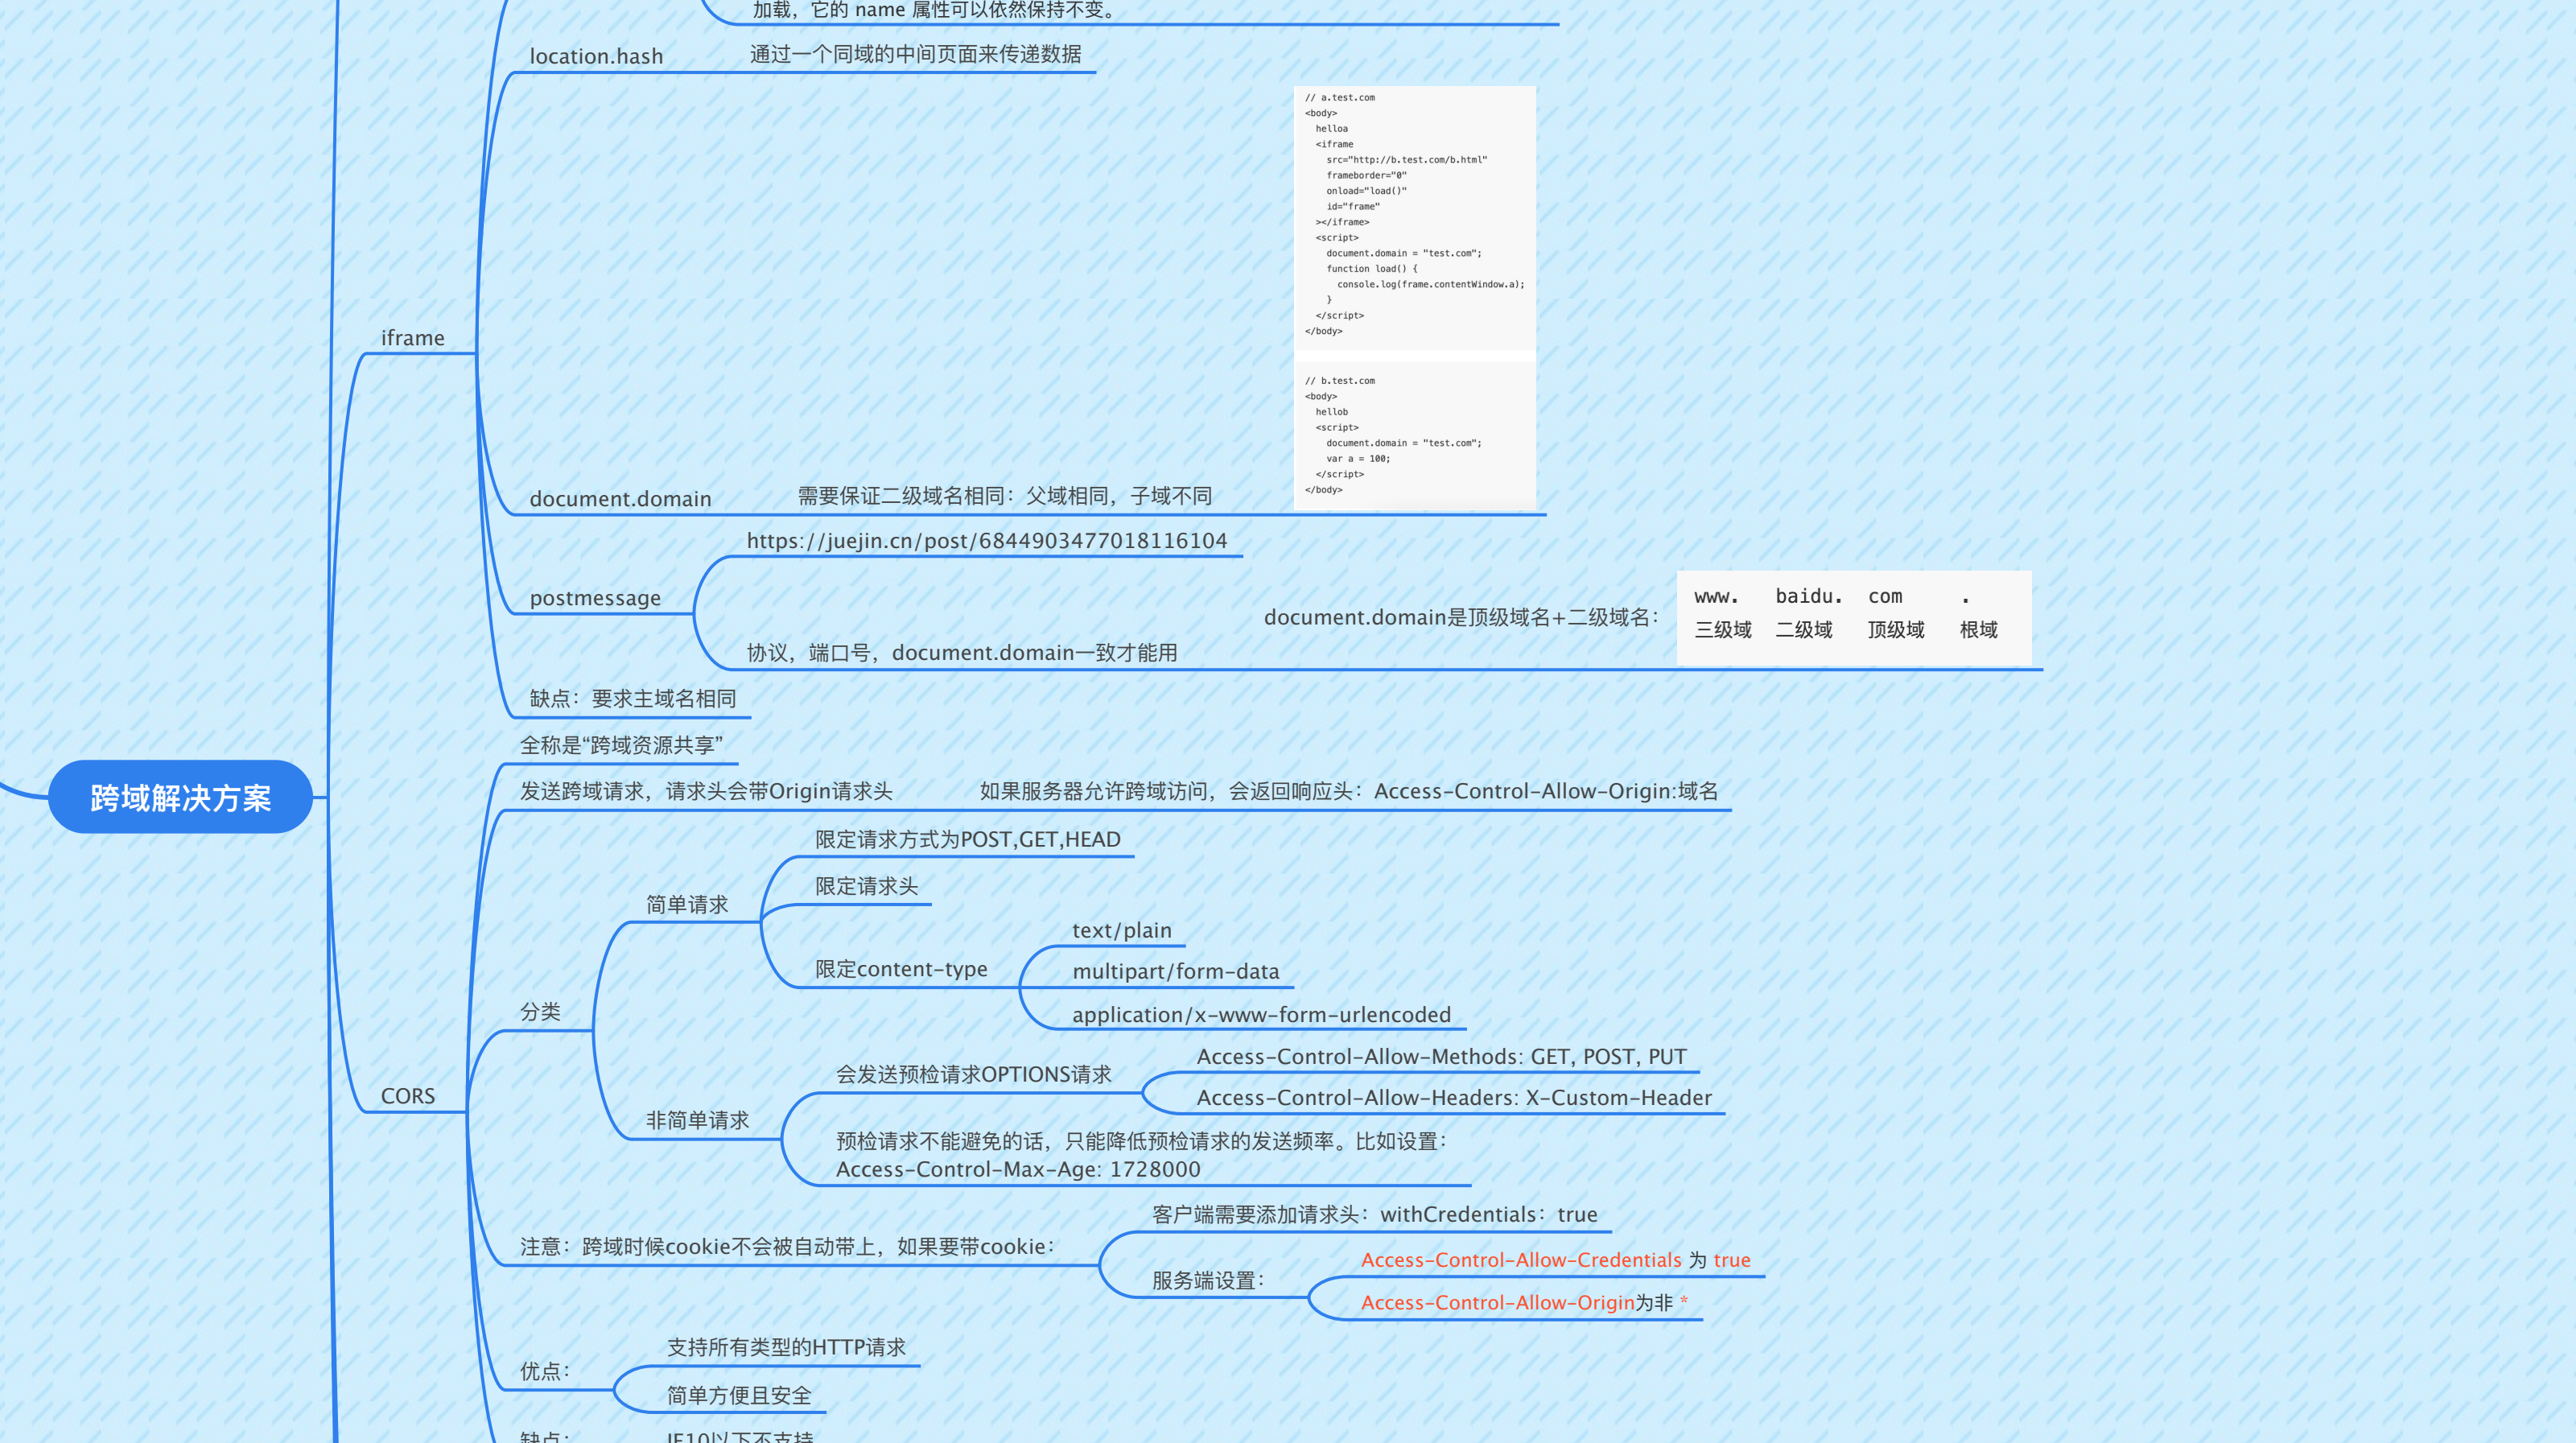 加载，它的 name 属性可以依然保持不变。
location.hash
通过一个同域的中间页面来传递数据
// a.test.com
<body>
helloa
<iframe
src="http://b.test.com/b.html"
frameborder="0"
onload="load()"
id="frame"
></iframe>
<script>
document.domain = "test.com";
function load() {
console.log(frame.contentWindow.a);
}
</script>
</body>
iframe
// b.test.com
<body>
hellob
<script>
document.domain = "test.com";
var a = 100;
</script>
</body>
document.domain
需要保证二级域名相同：父域相同，子域不同
https://juejin.cn/post/6844903477018116104
postmessage
协议，端口号，document.domain一致才能用
document.domain是顶级域名+二级域名：
www. baidu. com .
三级域 二级域 顶级域 根域
缺点：要求主域名相同
跨域解决方案
全称是“跨域资源共享”
发送跨域请求，请求头会带Origin请求头
如果服务器允许跨域访问，会返回响应头：Access-Control-Allow-Origin:域名
限定请求方式为POST,GET,HEAD
简单请求
限定请求头
限定content-type
text/plain
multipart/form-data
application/x-www-form-urlencoded
分类
CORS
非简单请求
会发送预检请求OPTIONS请求
Access-Control-Allow-Methods: GET, POST, PUT
Access-Control-Allow-Headers: X-Custom-Header
预检请求不能避免的话，只能降低预检请求的发送频率。比如设置：
Access-Control-Max-Age: 1728000
注意：跨域时候cookie不会被自动带上，如果要带cookie：
客户端需要添加请求头：withCredentials：true
服务端设置：
Access-Control-Allow-Credentials 为 true
Access-Control-Allow-Origin为非 *
优点：
支持所有类型的HTTP请求
简单方便且安全
缺点：
IE10以下不支持